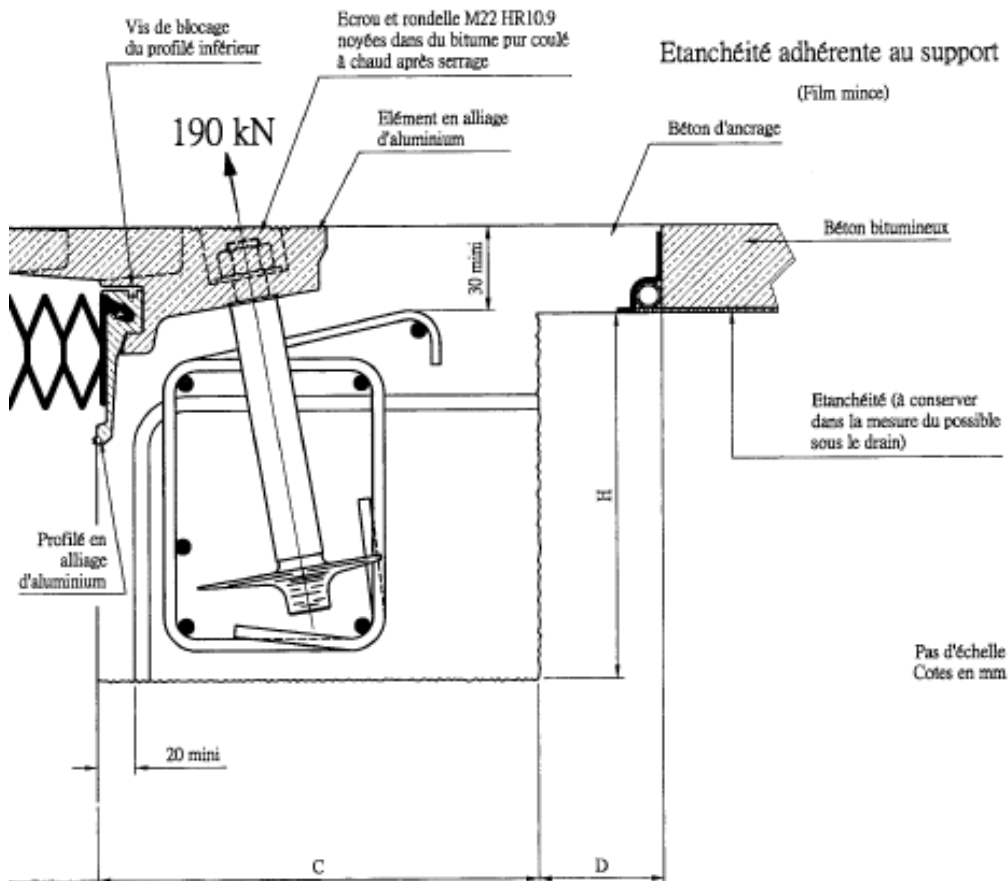 Vis de blocage
du profilé inférieur
Ecrou et rondelle M22 HR10.9
noyées dans du bitume pur coulé
à chaud après serrage
Etanchéité adhérente au support
(Film mince)
190 kN
Elément en alliage
d'aluminium
Béton d'ancrage
Béton bitumineux
30 mini
Etanchéité (à conserver
dans la mesure du possible
sous le drain)
H
Profilé en
alliage
d'aluminium
Pas d'échelle
Cotes en mm
20 mini
C
D